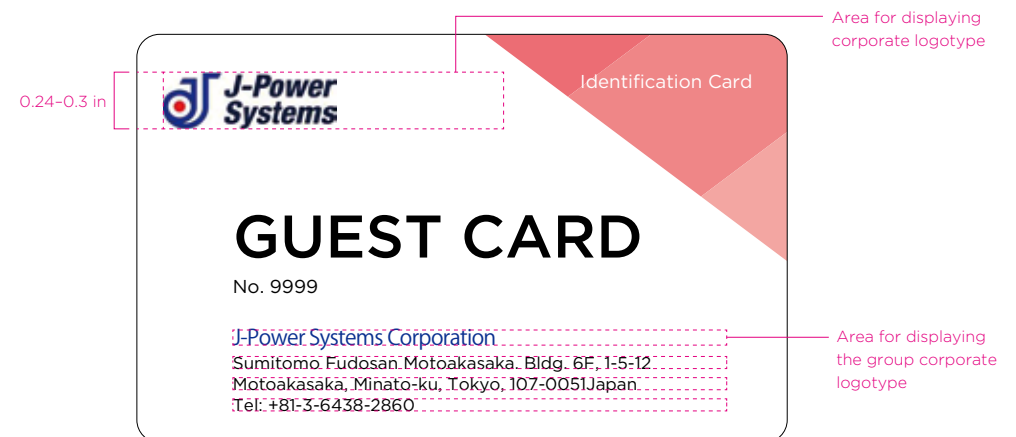 Area for displaying
corporate logotype
0.24–0.3 in
J-Power
Systems
Identification Card
GUEST CARD
No. 9999
J-Power Systems Corporation
Sumitomo Fudosan Motoakasaka. Bldg. 6F, 1-5-12
Motoakasaka, Minato-ku, Tokyo, 107-0051Japan
Tel: +81-3-6438-2860
Area for displaying
the group corporate
logotype